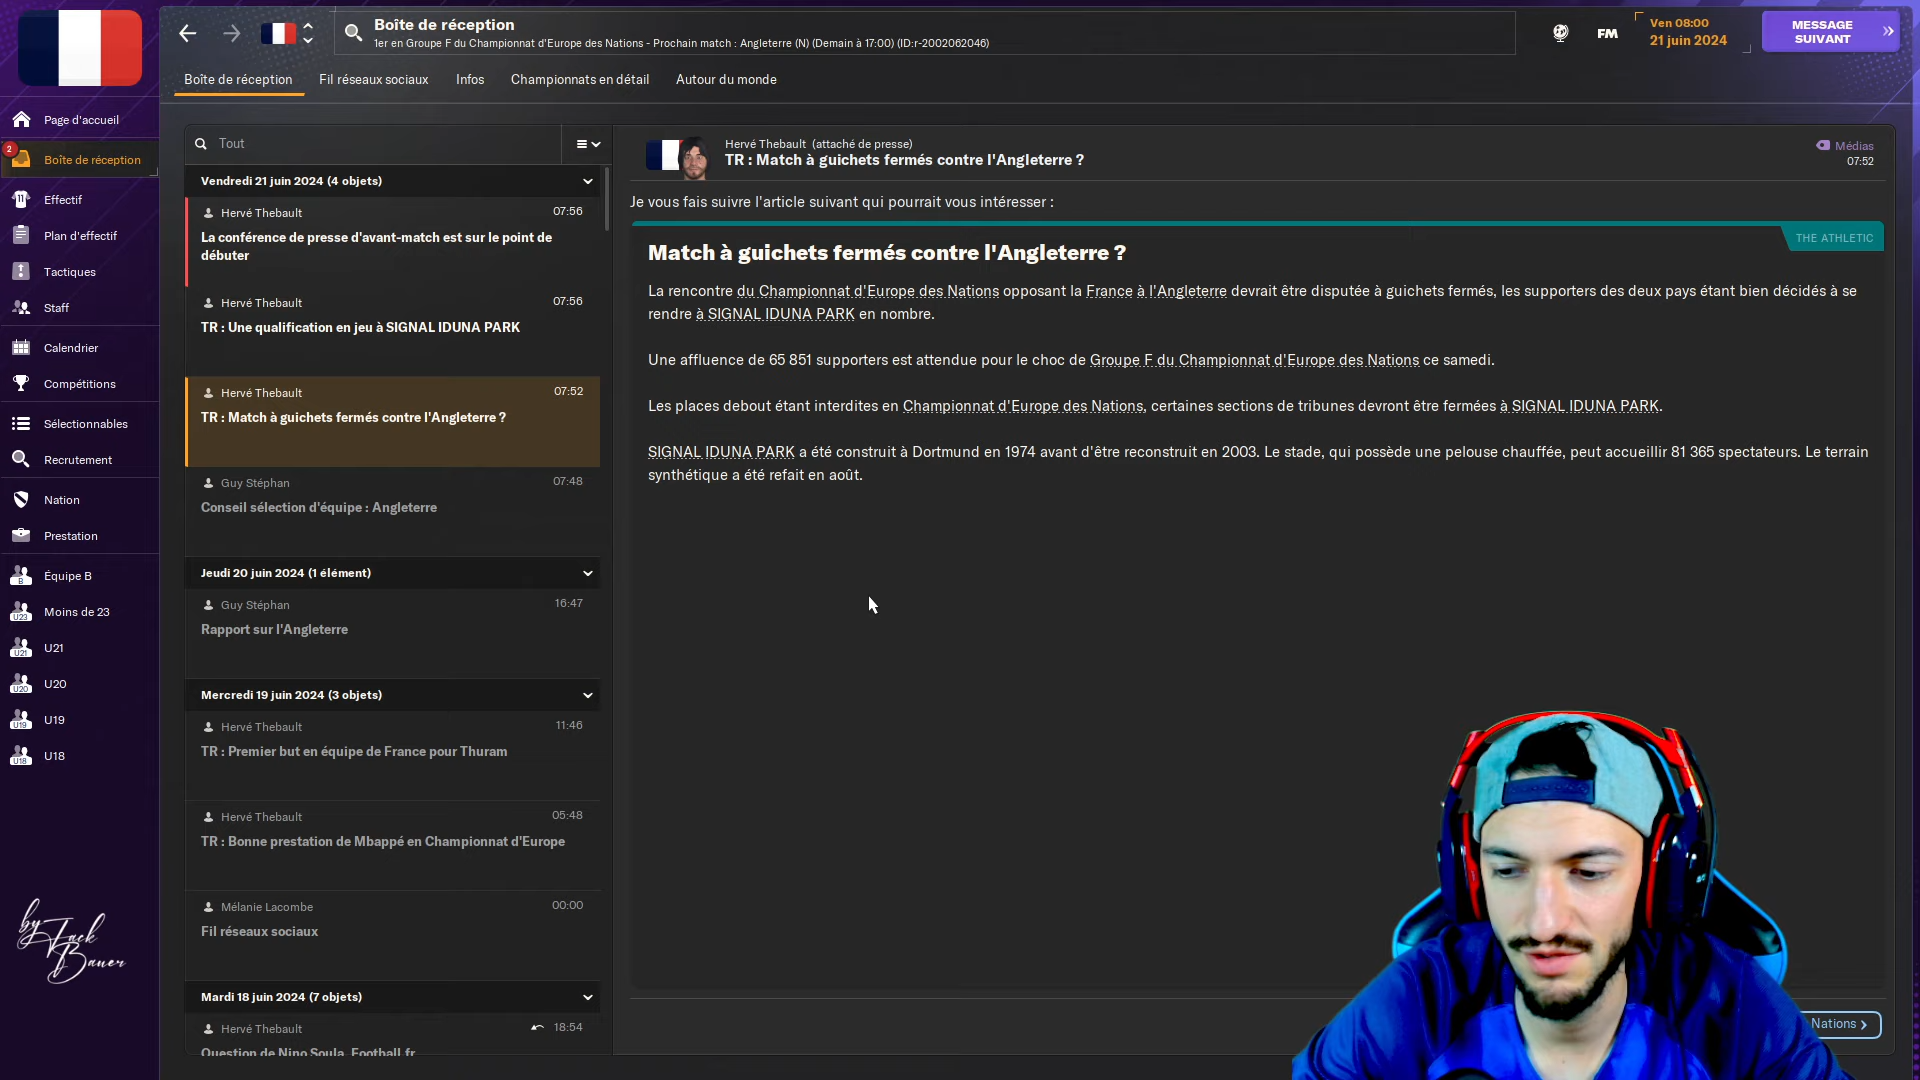 Boîte de réception
1er en Groupe F du Championnat d'Europe des Nations - Prochain match : Angleterre (N) (Demain à 17:00) (ID:r-2002062046)
FM
Ven 08:00
21 juin 2024
MESSAGE
SUIVANT
Boîte de réception
Fil réseaux sociaux
Infos
Championnats en détail
Autour du monde
Page d'accueil
2
Boîte de réception
Effectif
Plan d'effectif
Tactiques
Staff
Calendrier
Compétitions
Sélectionnables
Recrutement
Nation
Prestation
B
Équipe B
U23
Moins de 23
U21
U21
U20
U20
U19
U19
U18
U18
by Jack
Bauer
Tout
Vendredi 21 juin 2024 (4 objets)
Hervé Thebault 07:56
La conférence de presse d'avant-match est sur le point de
débuter
Hervé Thebault 07:56
TR : Une qualification en jeu à SIGNAL IDUNA PARK
Hervé Thebault 07:52
TR : Match à guichets fermés contre l'Angleterre ?
Guy Stéphan 07:48
Conseil sélection d'équipe : Angleterre
Jeudi 20 juin 2024 (1 élément)
Guy Stéphan 16:47
Rapport sur l'Angleterre
Mercredi 19 juin 2024 (3 objets)
Hervé Thebault 11:46
TR : Premier but en équipe de France pour Thuram
Hervé Thebault 05:48
TR : Bonne prestation de Mbappé en Championnat d'Europe
Mélanie Lacombe 00:00
Fil réseaux sociaux
Mardi 18 juin 2024 (7 objets)
Hervé Thebault 18:54
Question de Nino Soula, Football.fr
Hervé Thebault (attaché de presse)
TR : Match à guichets fermés contre l'Angleterre ?
Médias
07:52
Je vous fais suivre l'article suivant qui pourrait vous intéresser :
THE ATHLETIC
Match à guichets fermés contre l'Angleterre ?
La rencontre du Championnat d'Europe des Nations opposant la France à l'Angleterre devrait être disputée à guichets fermés, les supporters des deux pays étant bien décidés à se
rendre à SIGNAL IDUNA PARK en nombre.
Une affluence de 65 851 supporters est attendue pour le choc de Groupe F du Championnat d'Europe des Nations ce samedi.
Les places debout étant interdites en Championnat d'Europe des Nations, certaines sections de tribunes devront être fermées à SIGNAL IDUNA PARK.
SIGNAL IDUNA PARK a été construit à Dortmund en 1974 avant d'être reconstruit en 2003. Le stade, qui possède une pelouse chauffée, peut accueillir 81 365 spectateurs. Le terrain
synthétique a été refait en août.
Nations